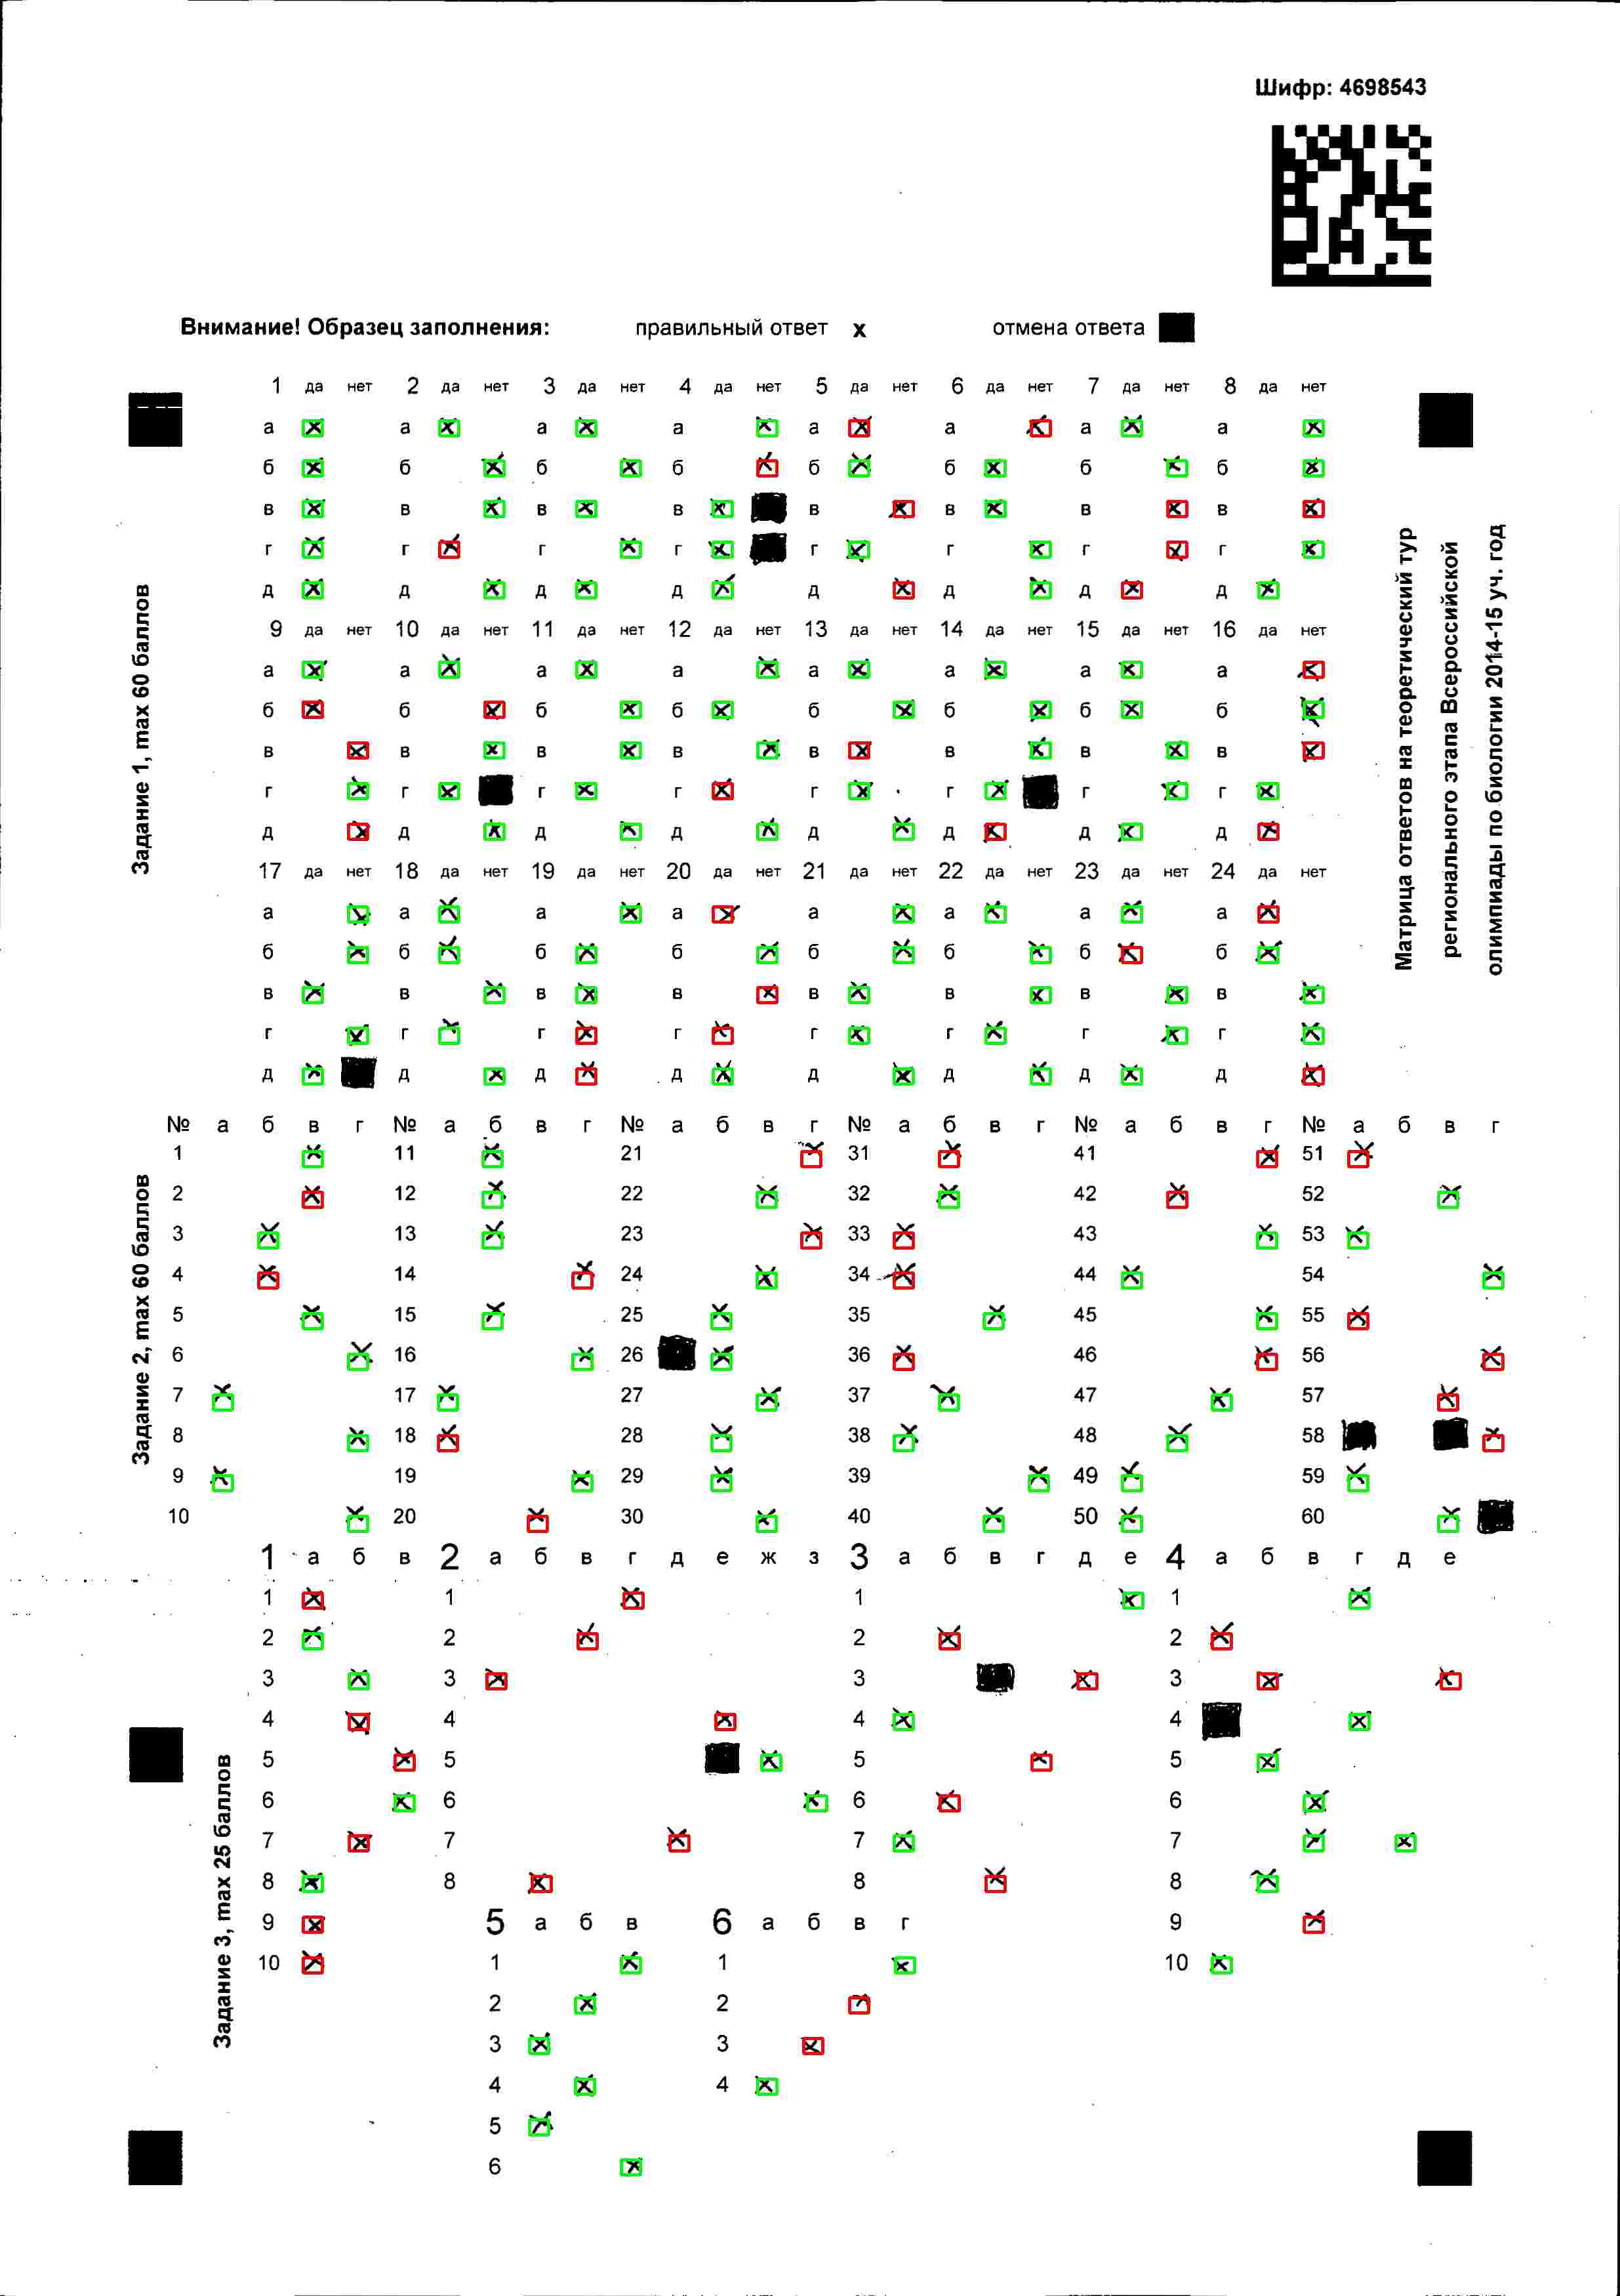 Шифр: 4698543
Внимание! Образец заполнения: правильный ответ х отмена ответа
1 да нет 2 да нет 3 да нет 4 да нет 5 да нет 6 да нет 7 да нет 8 да нет
а а а а а а а а
б б б б б б б б
в в в в в в в в
г г г г г г г г
д д д д д д д д
9 да нет 10 да нет 11 да нет 12 да нет 13 да нет 14 да нет 15 да нет 16 да нет
а а а а а а а а
б б б б б б б б
в в в в в в в в
г г г г г г г г
д д д д д д д д
17 да нет 18 да нет 19 да нет 20 да нет 21 да нет 22 да нет 23 да нет 24 да нет
а а а а а а а а
б б б б б б б б
в в в в в в в в
г г г г г г г г
д д д д д д д д
Задание 1, max 60 баллов
Матрица ответов на теоретический тур
регионального этапа Всероссийской
олимпиады по биологии 2014-15 уч. год
№ а б в г № а б в г № а б в г № а б в г № а б в г № а б в г
1 11 21 31 41 51
2 12 22 32 42 52
3 13 23 33 43 53
4 14 24 34 44 54
5 15 25 35 45 55
6 16 26 36 46 56
7 17 27 37 47 57
8 18 28 38 48 58
9 19 29 39 49 59
10 20 30 40 50 60
Задание 2, max 60 баллов
1 а б в 2 а б в г д е ж з 3 а б в г д е 4 а б в г д е
1 1 1 1
2 2 2 2
3 3 3 3
4 4 4 4
5 5 5 5
6 6 6 6
7 7 7 7
8 8 8 8
9 5 а б в 6 а б в г 9
10 1 1 10
2 2
3 3
4 4
5
6
Задание 3, max 25 баллов